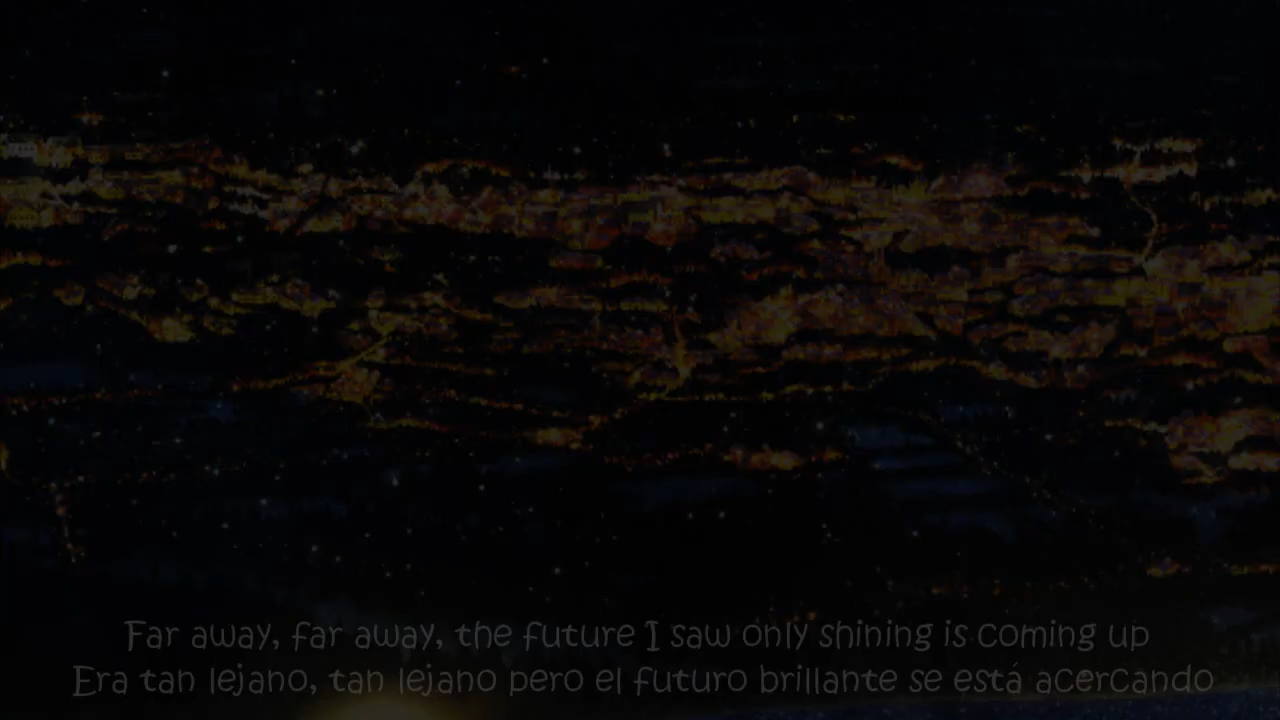 Far away, far away, the future I saw only shining is coming up
Era tan lejano, tan lejano pero el futuro brillante se está acercando